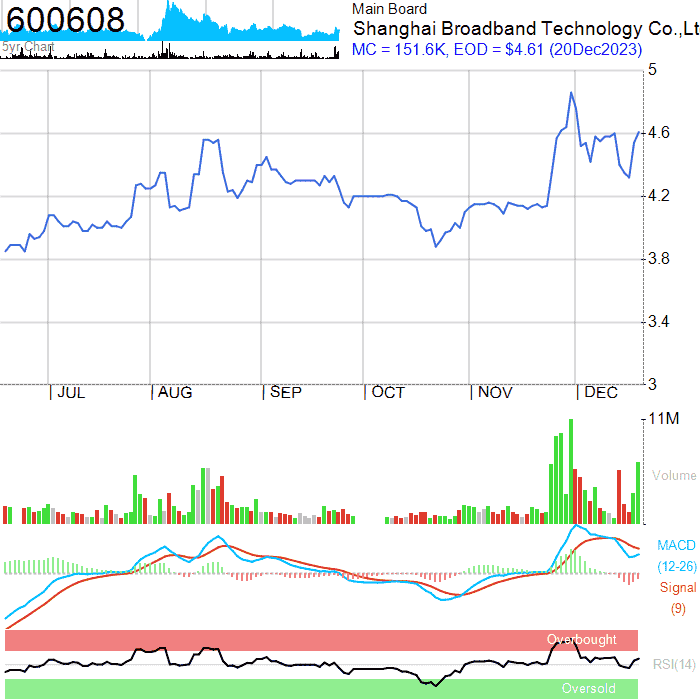 600608
5yr Chart
Main Board
Shanghai Broadband Technology Co.,Lt
MC = 151.6K, EOD = $4.61 (20Dec2023)
5
4.6
4.2
3.8
3.4
3
JUL AUG SEP OCT NOV DEC
11M
Volume
MACD
(12-26)
Signal
(9)
Overbought
RSI(14)
Oversold